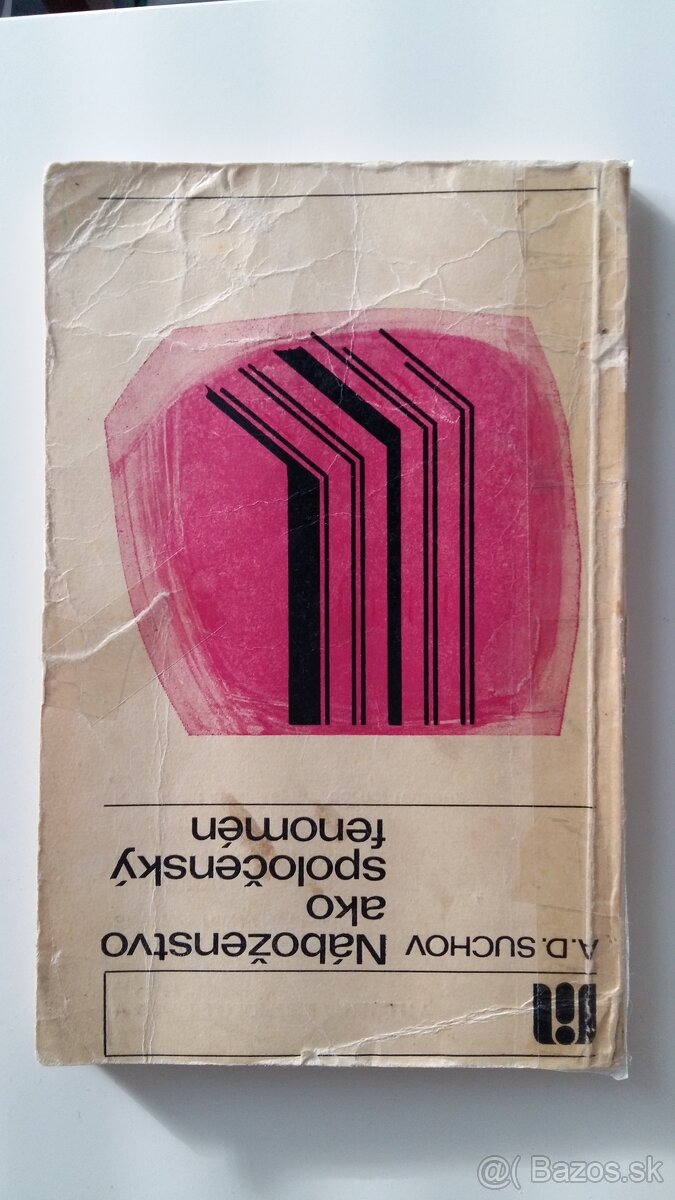 A. D. SUCHOV Náboženstvo
ako
spoločenský
fenomén
@( Bazos.sk